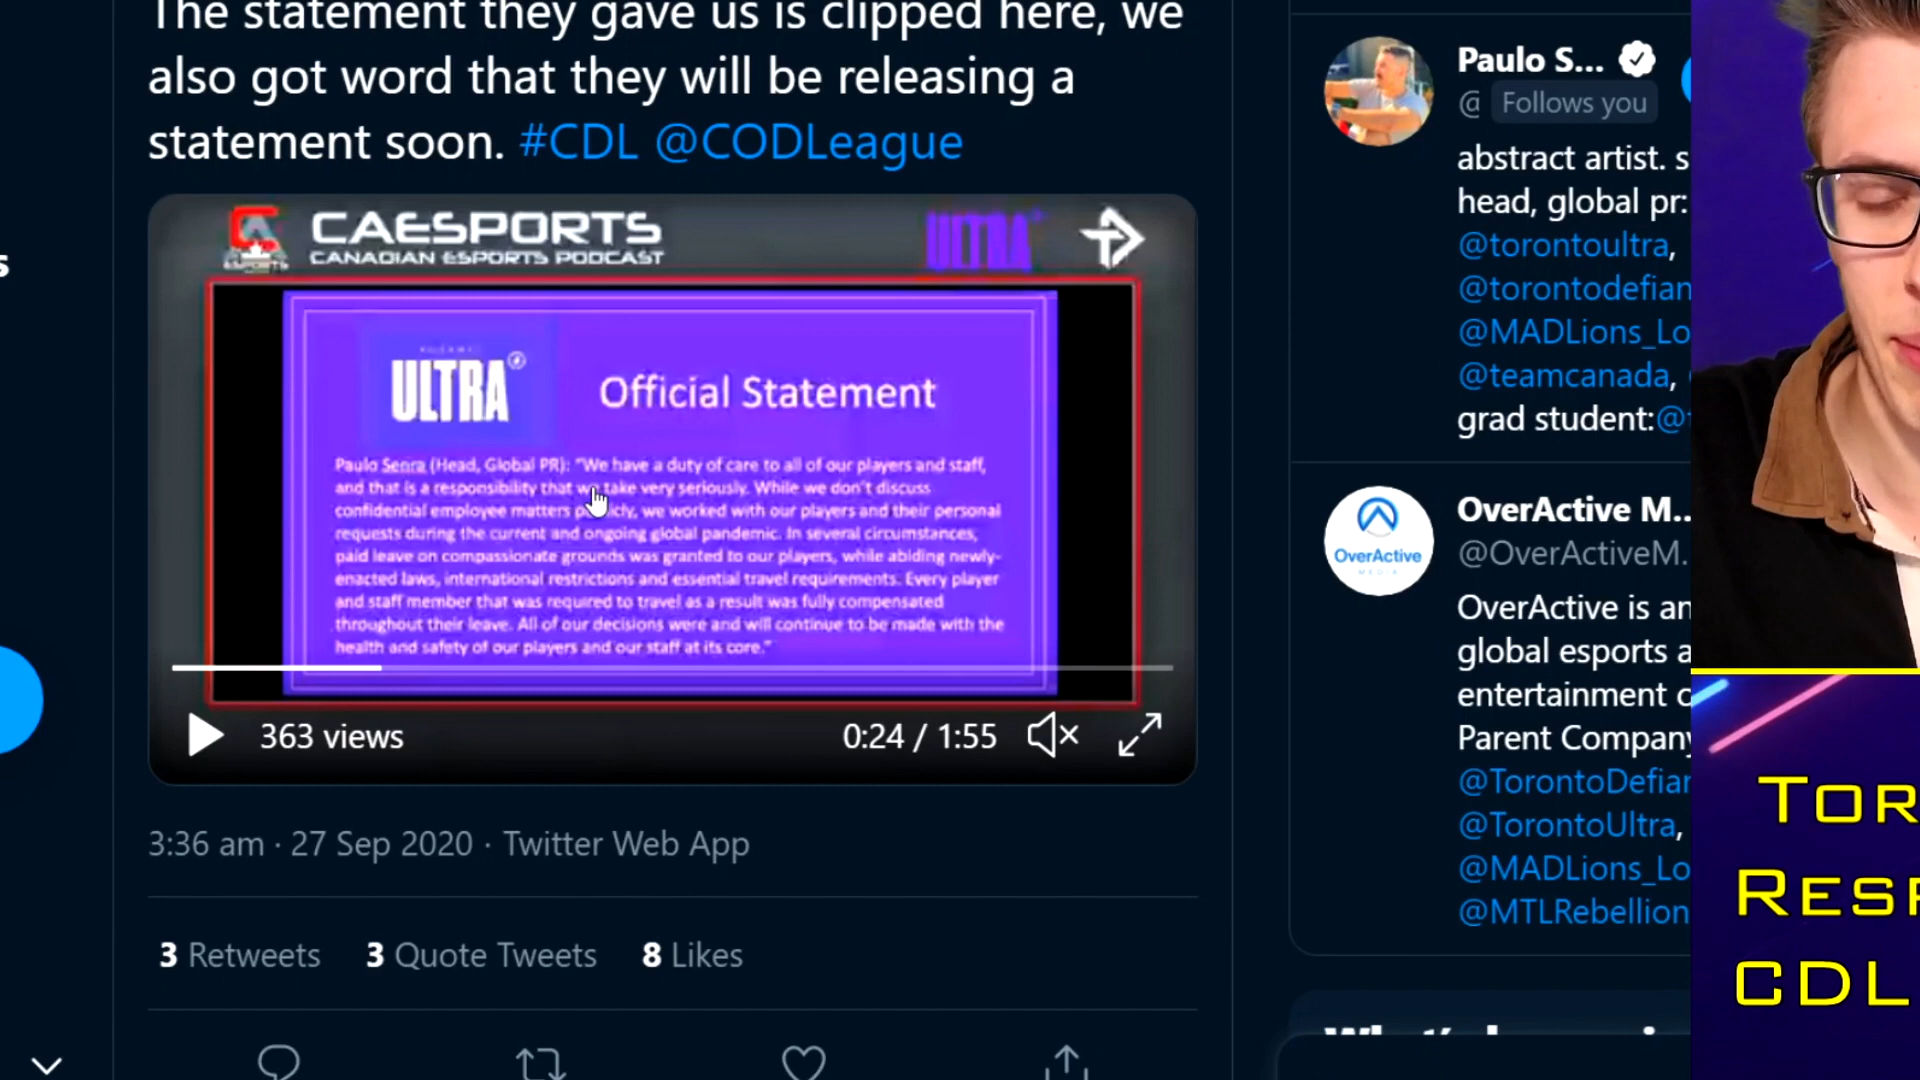 The statement they gave us is clipped here, we
also got word that they will be releasing a
statement soon. #CDL @CODLeague
CAESPORTS
CANADIAN ESPORTS PODCAST
ULTRA
ULTRA
Official Statement
Paulo Senra (Head, Global PR): "We have a duty of care to all of our players and staff,
and that is a responsibility that we take very seriously. While we don't discuss
confidential employee matters publicly, we worked with our players and their personal
requests during the current and ongoing global pandemic. In several circumstances,
paid leave on compassionate grounds was granted to our players, while abiding newly-
enacted laws, international restrictions and essential travel requirements. Every player
and staff member that was required to travel as a result was fully compensated
throughout their leave. All of our decisions were and will continue to be made with the
health and safety of our players and our staff at its core."
363 views
0:24 / 1:55
3:36 am · 27 Sep 2020 · Twitter Web App
3 Retweets 3 Quote Tweets 8 Likes
Paulo S...
@ Follows you
abstract artist. s
head, global pr:
@torontoultra,
@torontodefian
@MADLions_Lo
@teamcanada,
grad student:@
OverActive
MEDIA
OverActive M...
@OverActiveM.
OverActive is an
global esports a
entertainment c
Parent Company
@TorontoDefian
@TorontoUltra,
@MADLions_Lo
@MTLRebellion
TOR
RESP
CDL